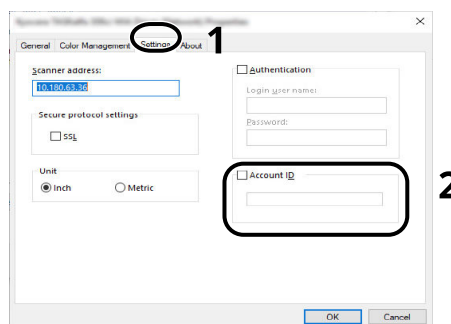 General Color Management Settings About 1
Scanner address:
10.180.63.36
Secure protocol settings
SSL
Unit
Inch Metric
Authentication
Login user name:
Password:
Account ID
2
OK Cancel